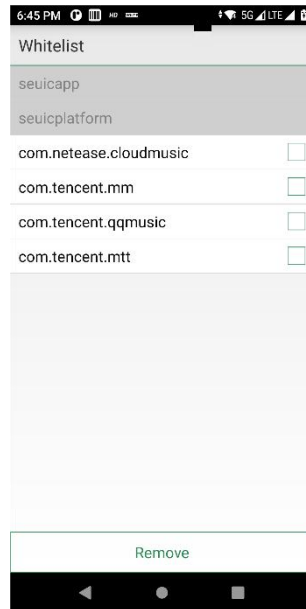 6:45 PM HD 5G LTE
Whitelist
seuicapp
seuicplatform
com.netease.cloudmusic
com.tencent.mm
com.tencent.qqmusic
com.tencent.mtt
Remove